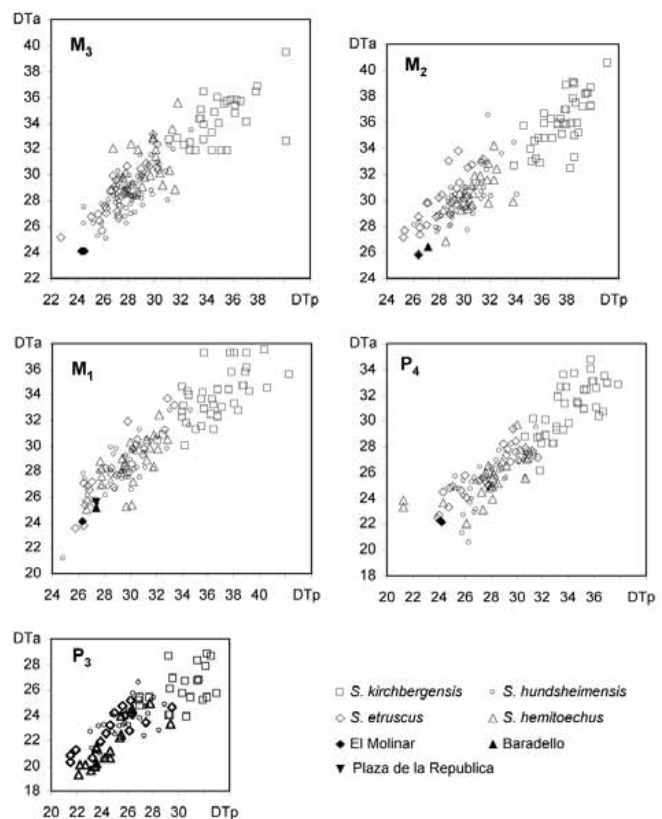 DTa
M3
40
38
36
34
32
30
28
26
24
22
22 24 26 28 30 32 34 36 38 DTp
DTa
M2
42
40
38
36
34
32
30
28
26
24
24 26 28 30 32 34 36 38 DTp
DTa
M1
36
34
32
30
28
26
24
22
20
24 26 28 30 32 34 36 38 40 DTp
DTa
P4
34
32
30
28
26
24
22
20
18
20 22 24 26 28 30 32 34 36 DTp
DTa
P3
28
26
24
22
20
18
20 22 24 26 28 30 DTp
S. kirchbergensis
S. hundsheimensis
S. etruscus
S. hemitoechus
El Molinar
Baradello
Plaza de la Republica